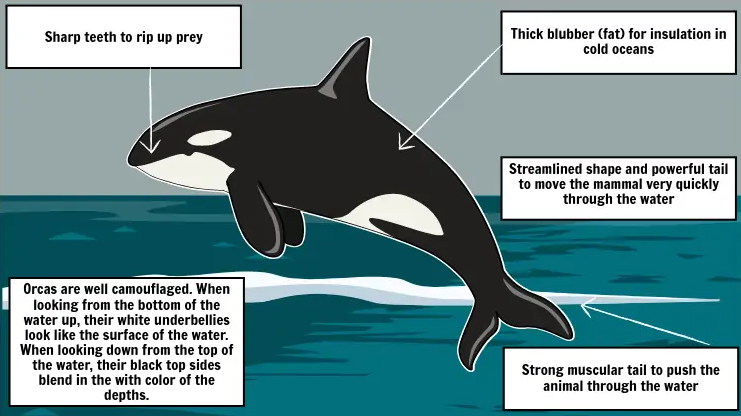 Sharp teeth to rip up prey
Thick blubber (fat) for insulation in
cold oceans
Streamlined shape and powerful tail
to move the mammal very quickly
through the water
Orcas are well camouflaged. When
looking from the bottom of the
water up, their white underbellies
look like the surface of the water.
When looking down from the top of
the water, their black top sides
blend in the with color of the
depths.
Strong muscular tail to push the
animal through the water